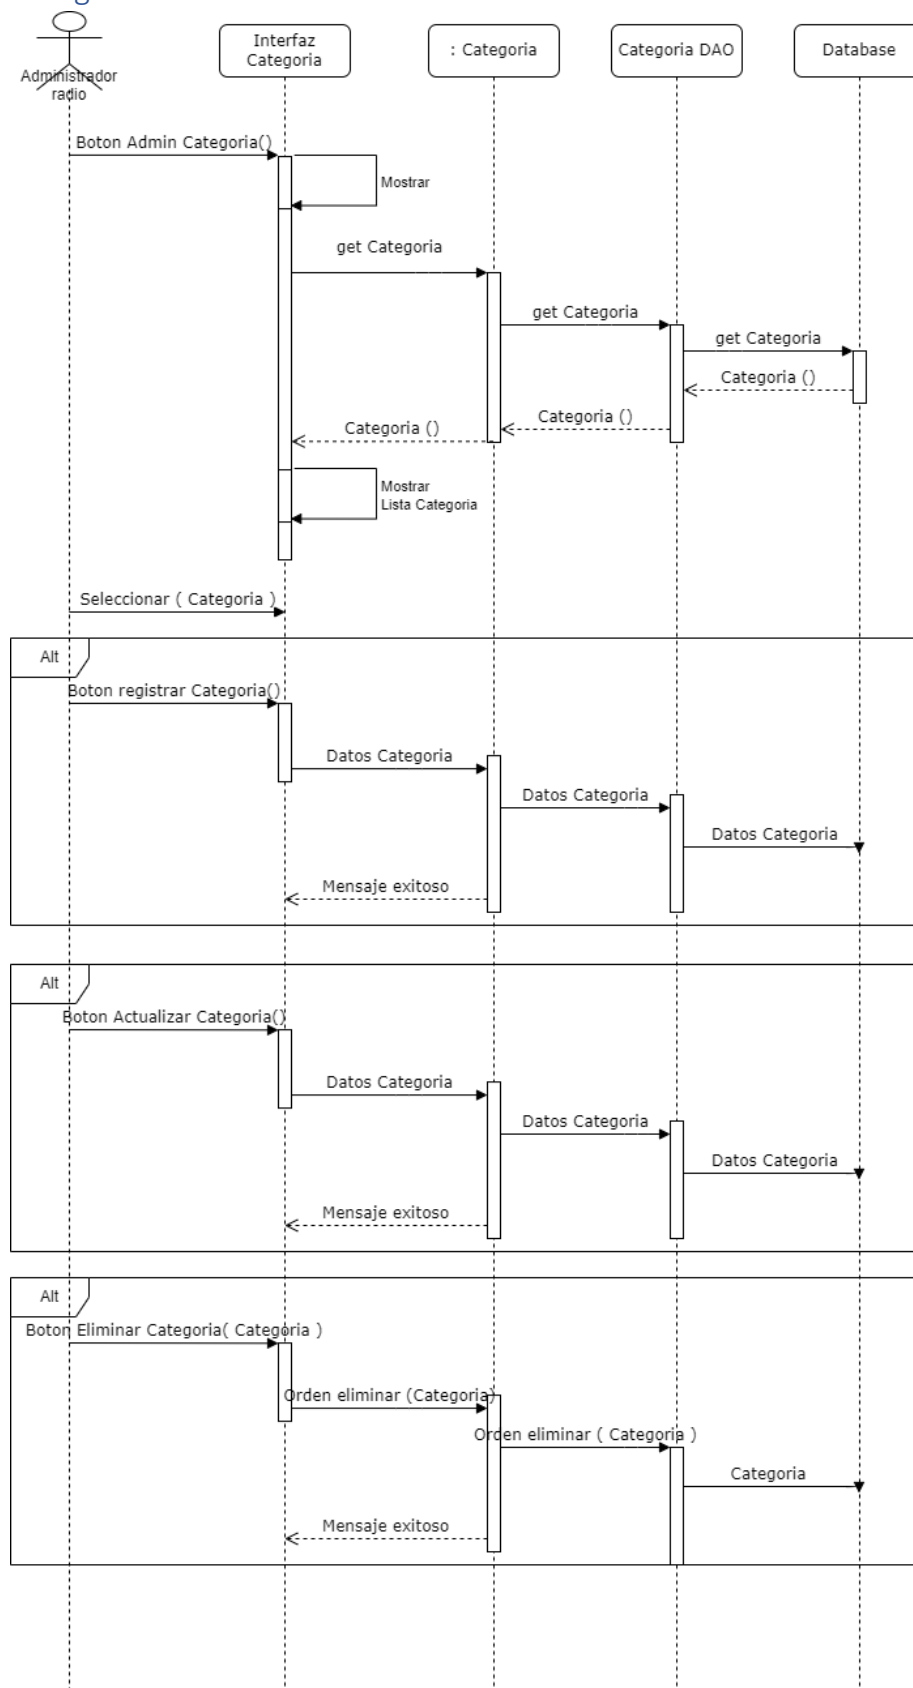 Administrador
radio
Interfaz
Categoria
: Categoria
Categoria DAO
Database
Boton Admin Categoria()
Mostrar
get Categoria
get Categoria
get Categoria
Categoria ()
Categoria ()
Categoria ()
Mostrar
Lista Categoria
Seleccionar ( Categoria )
Alt
Boton registrar Categoria()
Datos Categoria
Datos Categoria
Datos Categoria
Mensaje exitoso
Alt
Boton Actualizar Categoria()
Datos Categoria
Datos Categoria
Datos Categoria
Mensaje exitoso
Alt
Boton Eliminar Categoria( Categoria )
Orden eliminar (Categoria)
Orden eliminar ( Categoria )
Categoria
Mensaje exitoso